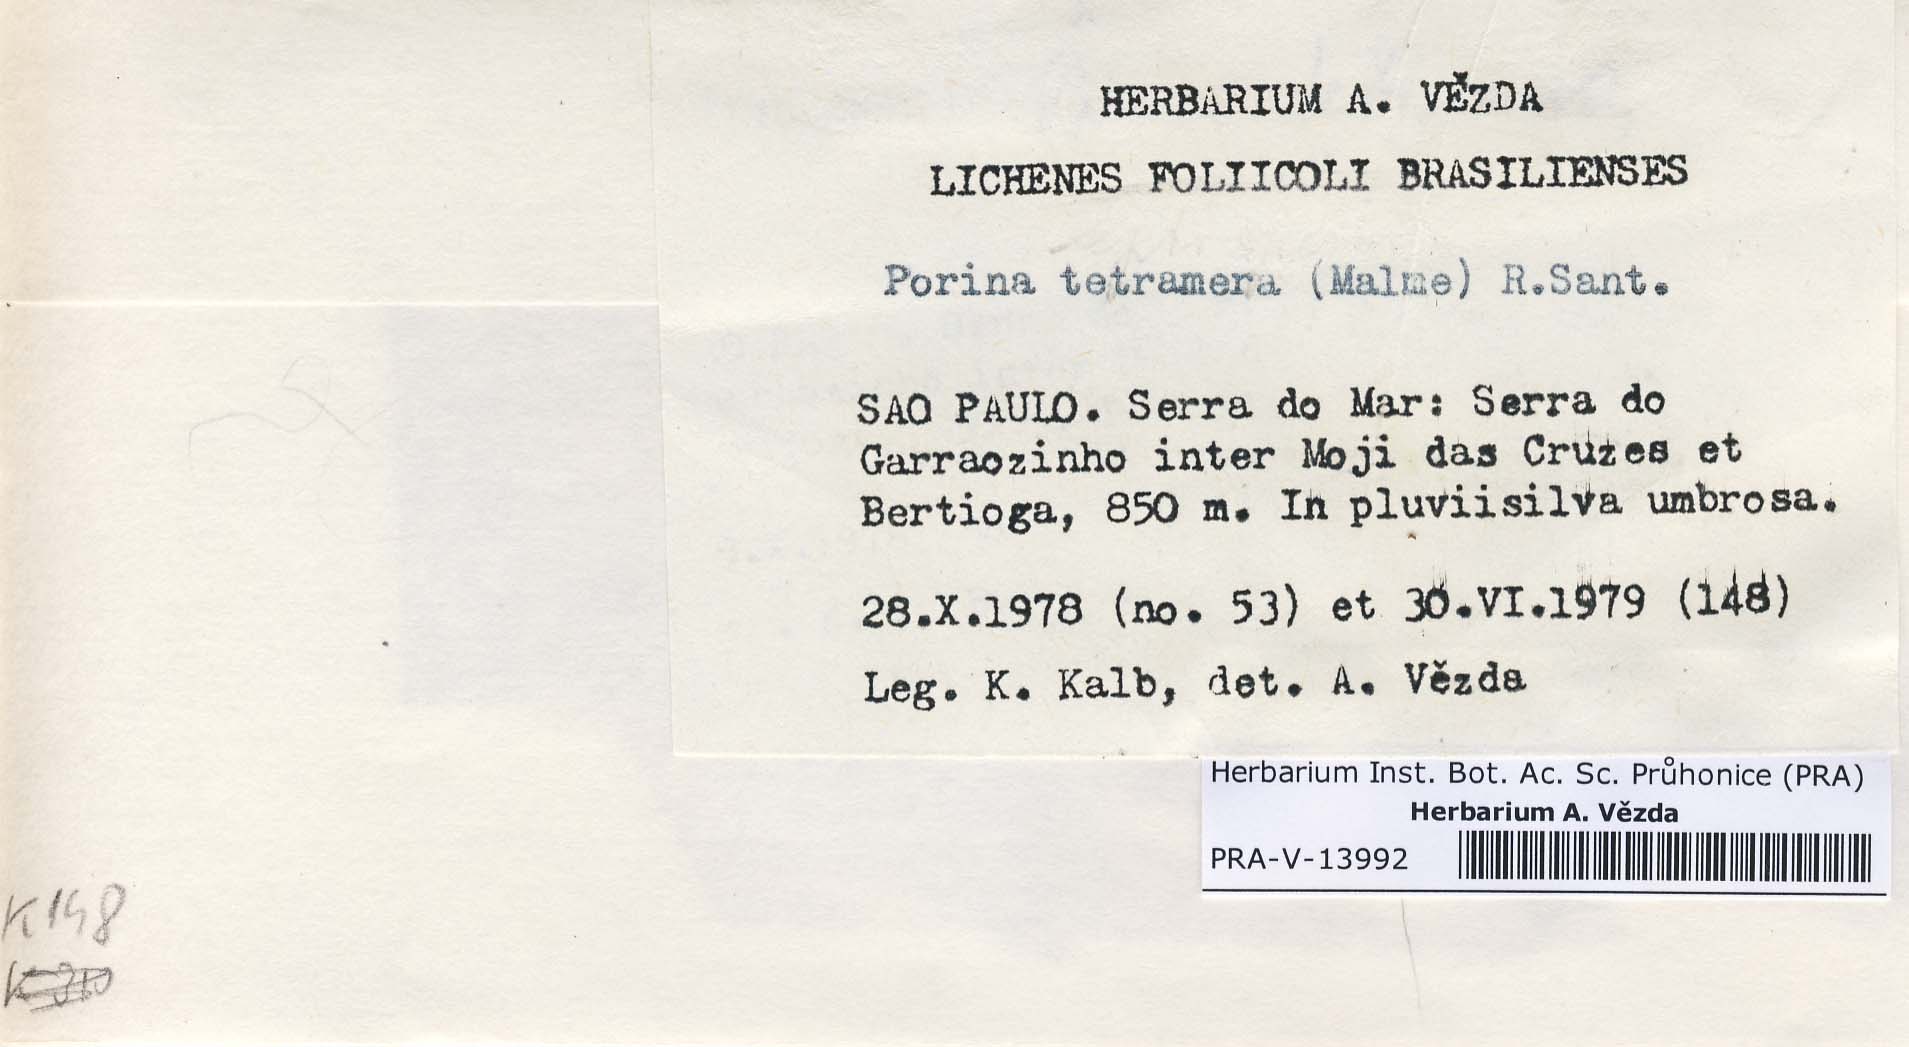 HERBARIUM A. VĚZDA
LICHENES FOLIICOLI BRASILIENSES
Porina tetramera (Malme) R.Sant.
SAO PAULO. Serra do Mar: Serra do
Garraozinho inter Moji das Cruzes et
Bertioga, 850 m. In pluviisilva umbrosa.
28.X.1978 (no. 53) et 30.VI.1979 (148)
Leg. K. Kalb, det. A. Vězda
Herbarium Inst. Bot. Ac. Sc. Průhonice (PRA)
Herbarium A. Vězda
PRA-V-13992
K 148